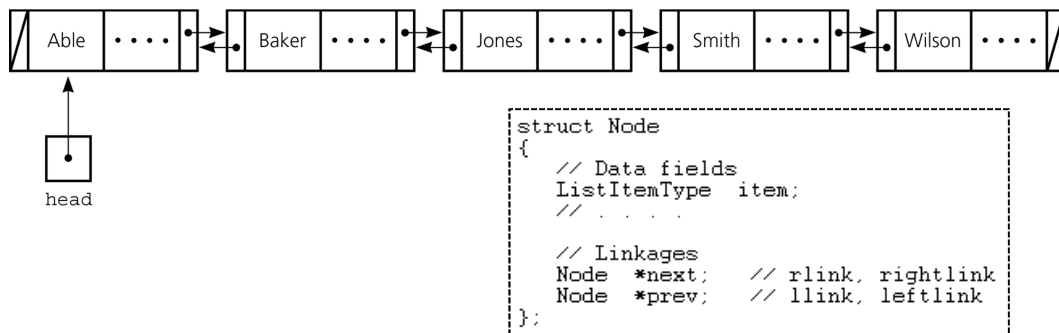 Able . . . . Baker . . . . Jones . . . . Smith . . . . Wilson . . . .
head
struct Node
{
// Data fields
ListItemType item;
// . . . .
// Linkages
Node *next; // rlink, rightlink
Node *prev; // llink, leftlink
};